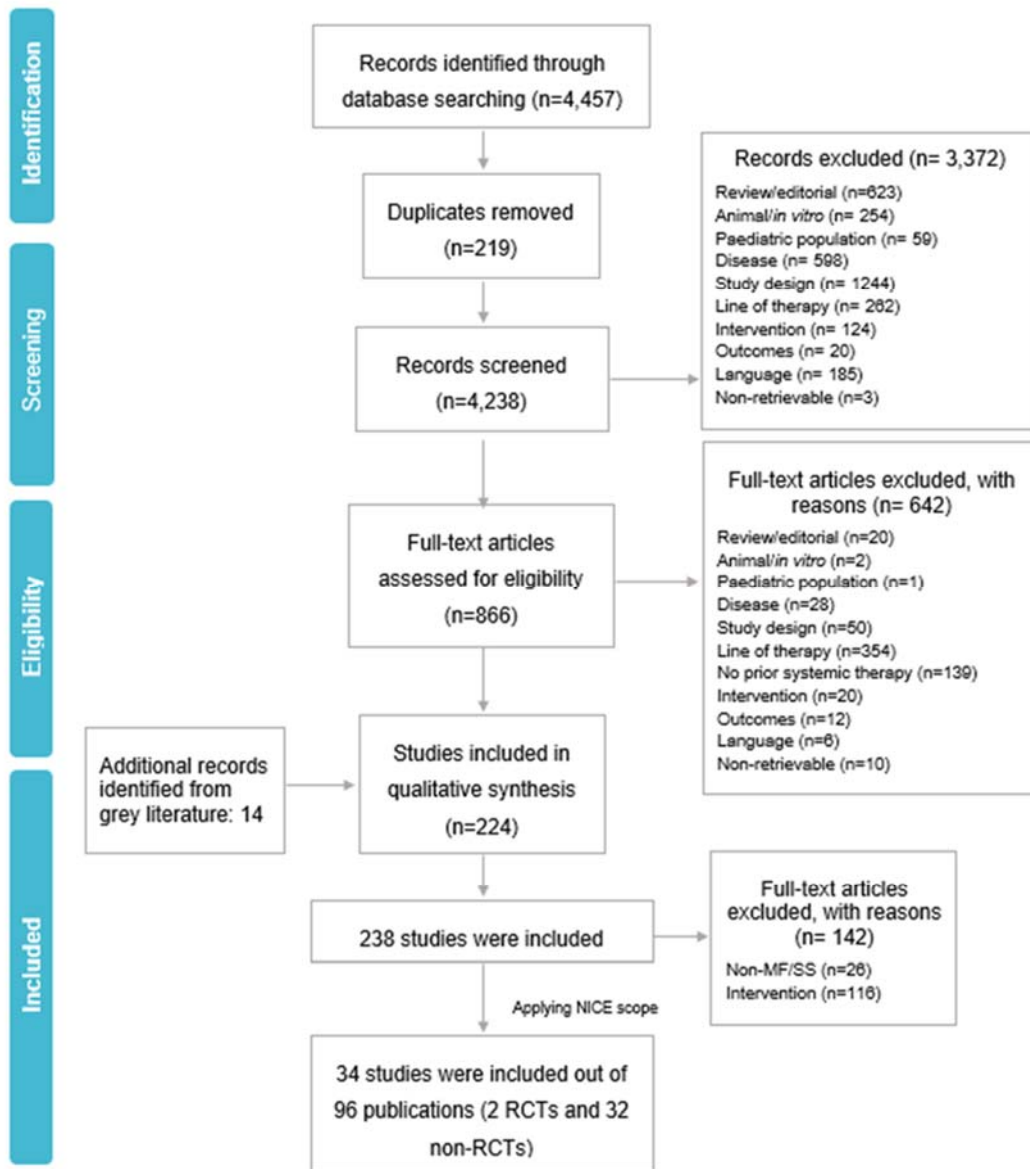 Identification
Records identified through
database searching (n=4,457)
Duplicates removed
(n=219)
Screening
Records screened
(n=4,238)
Records excluded (n= 3,372)
Review/editorial (n=623)
Animal/in vitro (n= 254)
Paediatric population (n= 59)
Disease (n= 598)
Study design (n= 1244)
Line of therapy (n= 262)
Intervention (n= 124)
Outcomes (n= 20)
Language (n= 185)
Non-retrievable (n=3)
Eligibility
Full-text articles
assessed for eligibility
(n=866)
Full-text articles excluded, with
reasons (n= 642)
Review/editorial (n=20)
Animal/in vitro (n=2)
Paediatric population (n=1)
Disease (n=28)
Study design (n=50)
Line of therapy (n=354)
No prior systemic therapy (n=139)
Intervention (n=20)
Outcomes (n=12)
Language (n=6)
Non-retrievable (n=10)
Additional records
identified from
grey literature: 14
Studies included in
qualitative synthesis
(n=224)
Included
238 studies were included
Full-text articles
excluded, with reasons
(n= 142)
Non-MF/SS (n=26)
Intervention (n=116)
Applying NICE scope
34 studies were included out of
96 publications (2 RCTs and 32
non-RCTs)